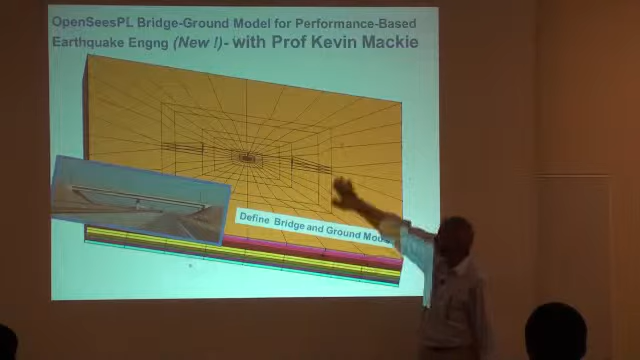 OpenSeesPL Bridge-Ground Model for Performance-Based
Earthquake Engng (New !)- with Prof Kevin Mackie
Define Bridge and Ground